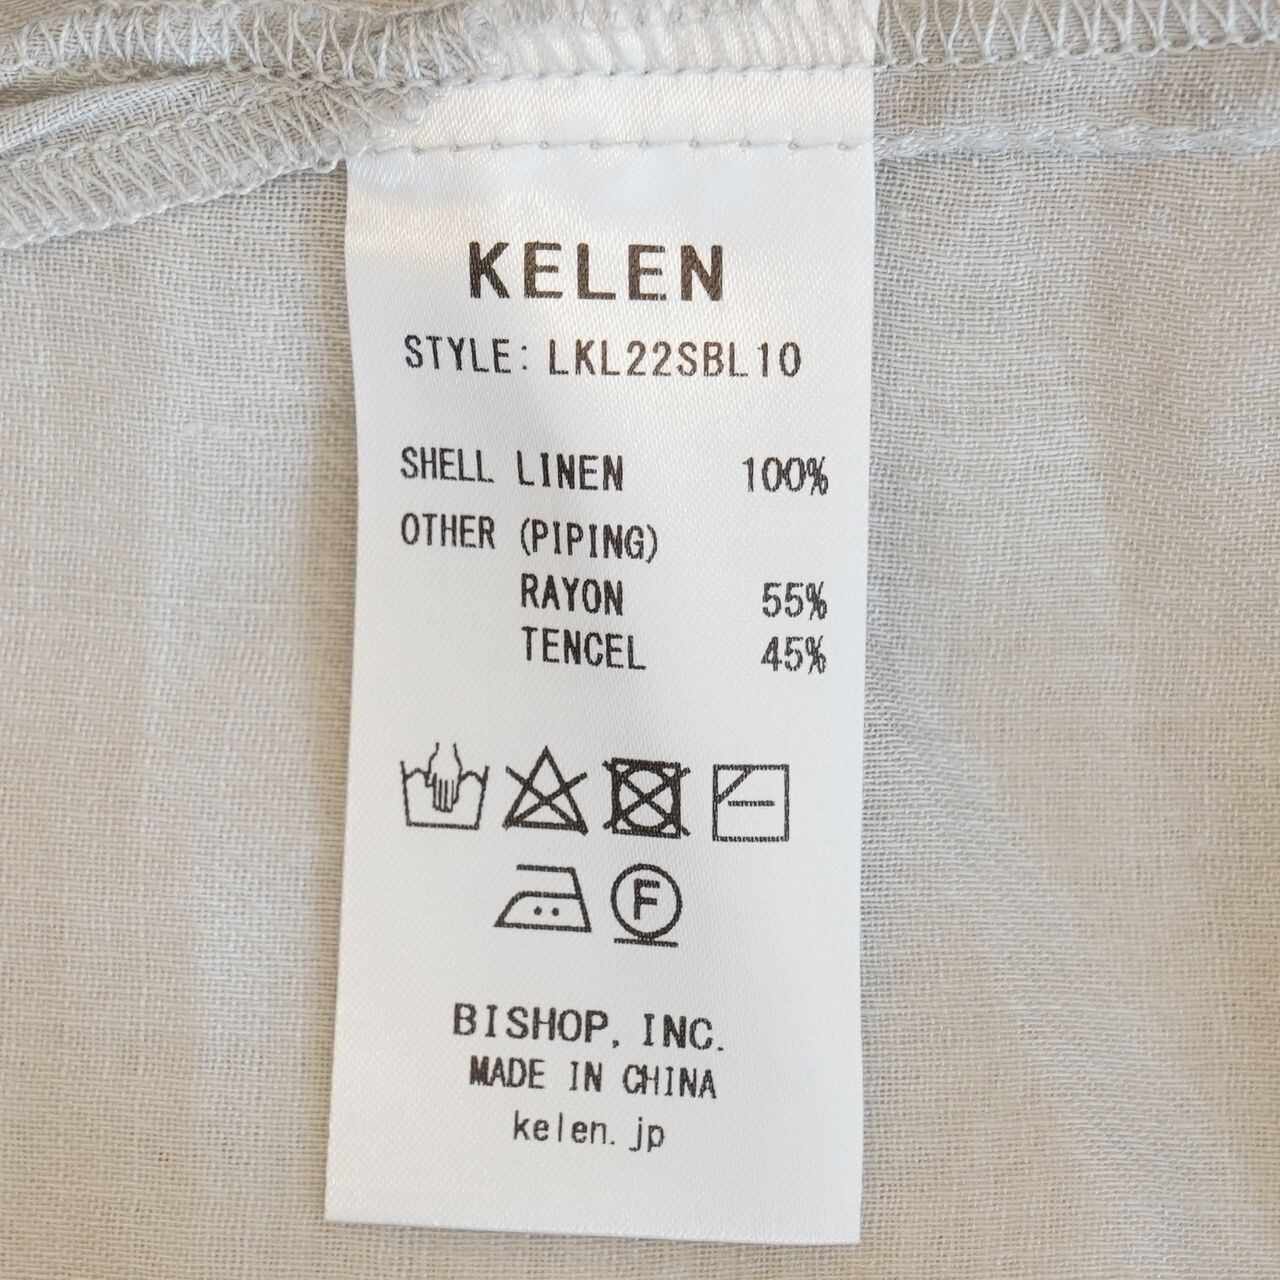 KELEN
STYLE: LKL22SBL10
SHELL LINEN 100%
OTHER (PIPING)
RAYON 55%
TENCEL 45%
F
BISHOP, INC.
MADE IN CHINA
kelen.jp